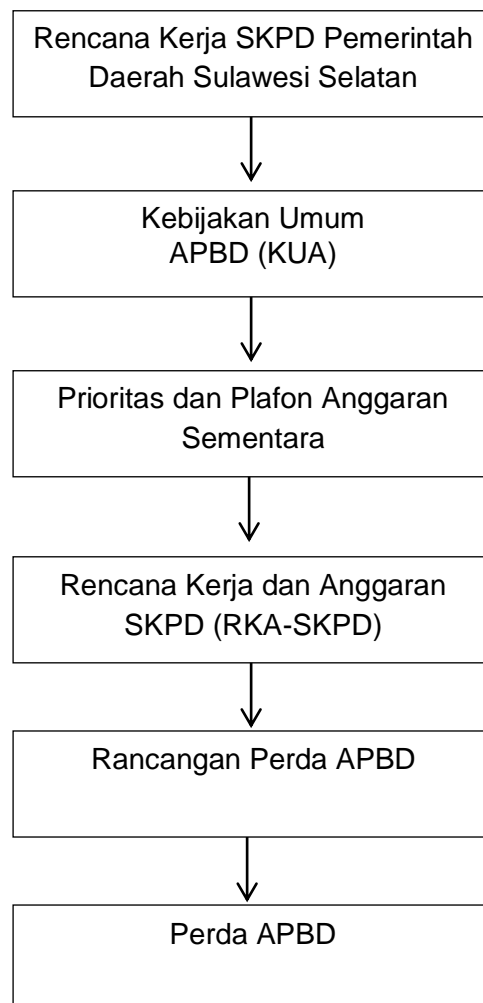 Rencana Kerja SKPD Pemerintah
Daerah Sulawesi Selatan
Kebijakan Umum
APBD (KUA)
Prioritas dan Plafon Anggaran
Sementara
Rencana Kerja dan Anggaran
SKPD (RKA-SKPD)
Rancangan Perda APBD
Perda APBD